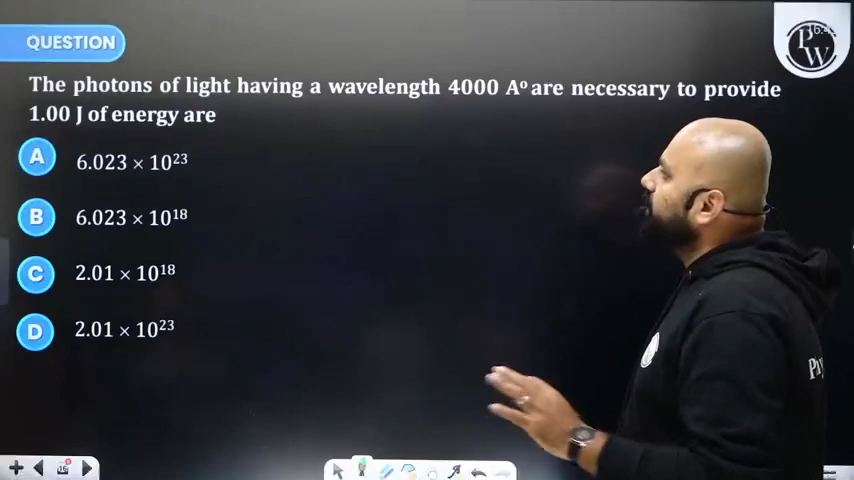 QUESTION
The photons of light having a wavelength 4000 A⁰ are necessary to provide
1.00 J of energy are
A 6.023 × 10²³
B 6.023 × 10¹⁸
C 2.01 × 10¹⁸
D 2.01 × 10²³
P
W